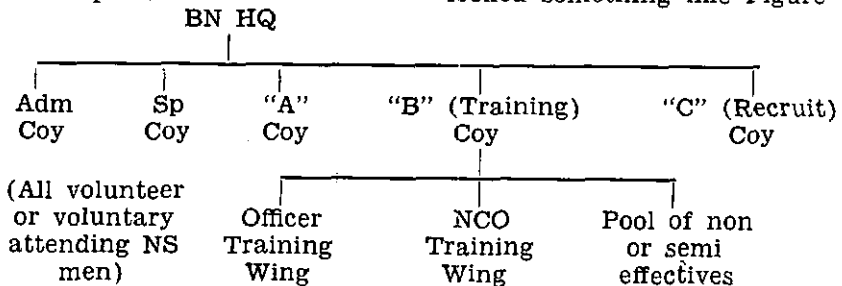 something like Figure
BN HQ
Adm Sp "A" "B" (Training) "C" (Recruit)
Coy Coy Coy Coy Coy
(All volunteer
or voluntary Officer NCO Pool of non
attending NS Training Training or semi
men) Wing Wing effectives